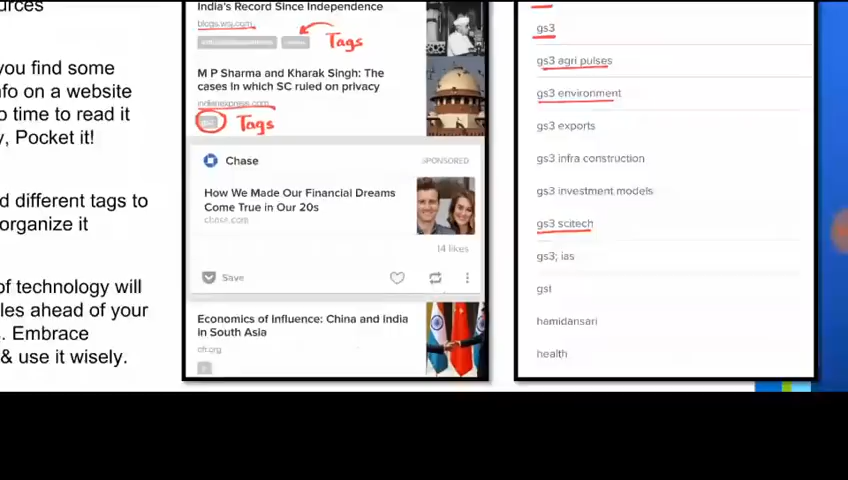 urces
you find some
nfo on a website
o time to read it
y, Pocket it!
d different tags to
organize it
of technology will
les ahead of your
s. Embrace
& use it wisely.
India's Record Since Independence
blogs.wsj.com
Tags
M P Sharma and Kharak Singh: The
cases in which SC ruled on privacy
indianexpress.com
Tags
Chase
SPONSORED
How We Made Our Financial Dreams
Come True in Our 20s
chase.com
14 likes
Save
Economics of Influence: China and India
in South Asia
cfr.org
gs3
gs3 agri pulses
gs3 environment
gs3 exports
gs3 infra construction
gs3 investment models
gs3 scitech
gs3; ias
gst
hamidansari
health